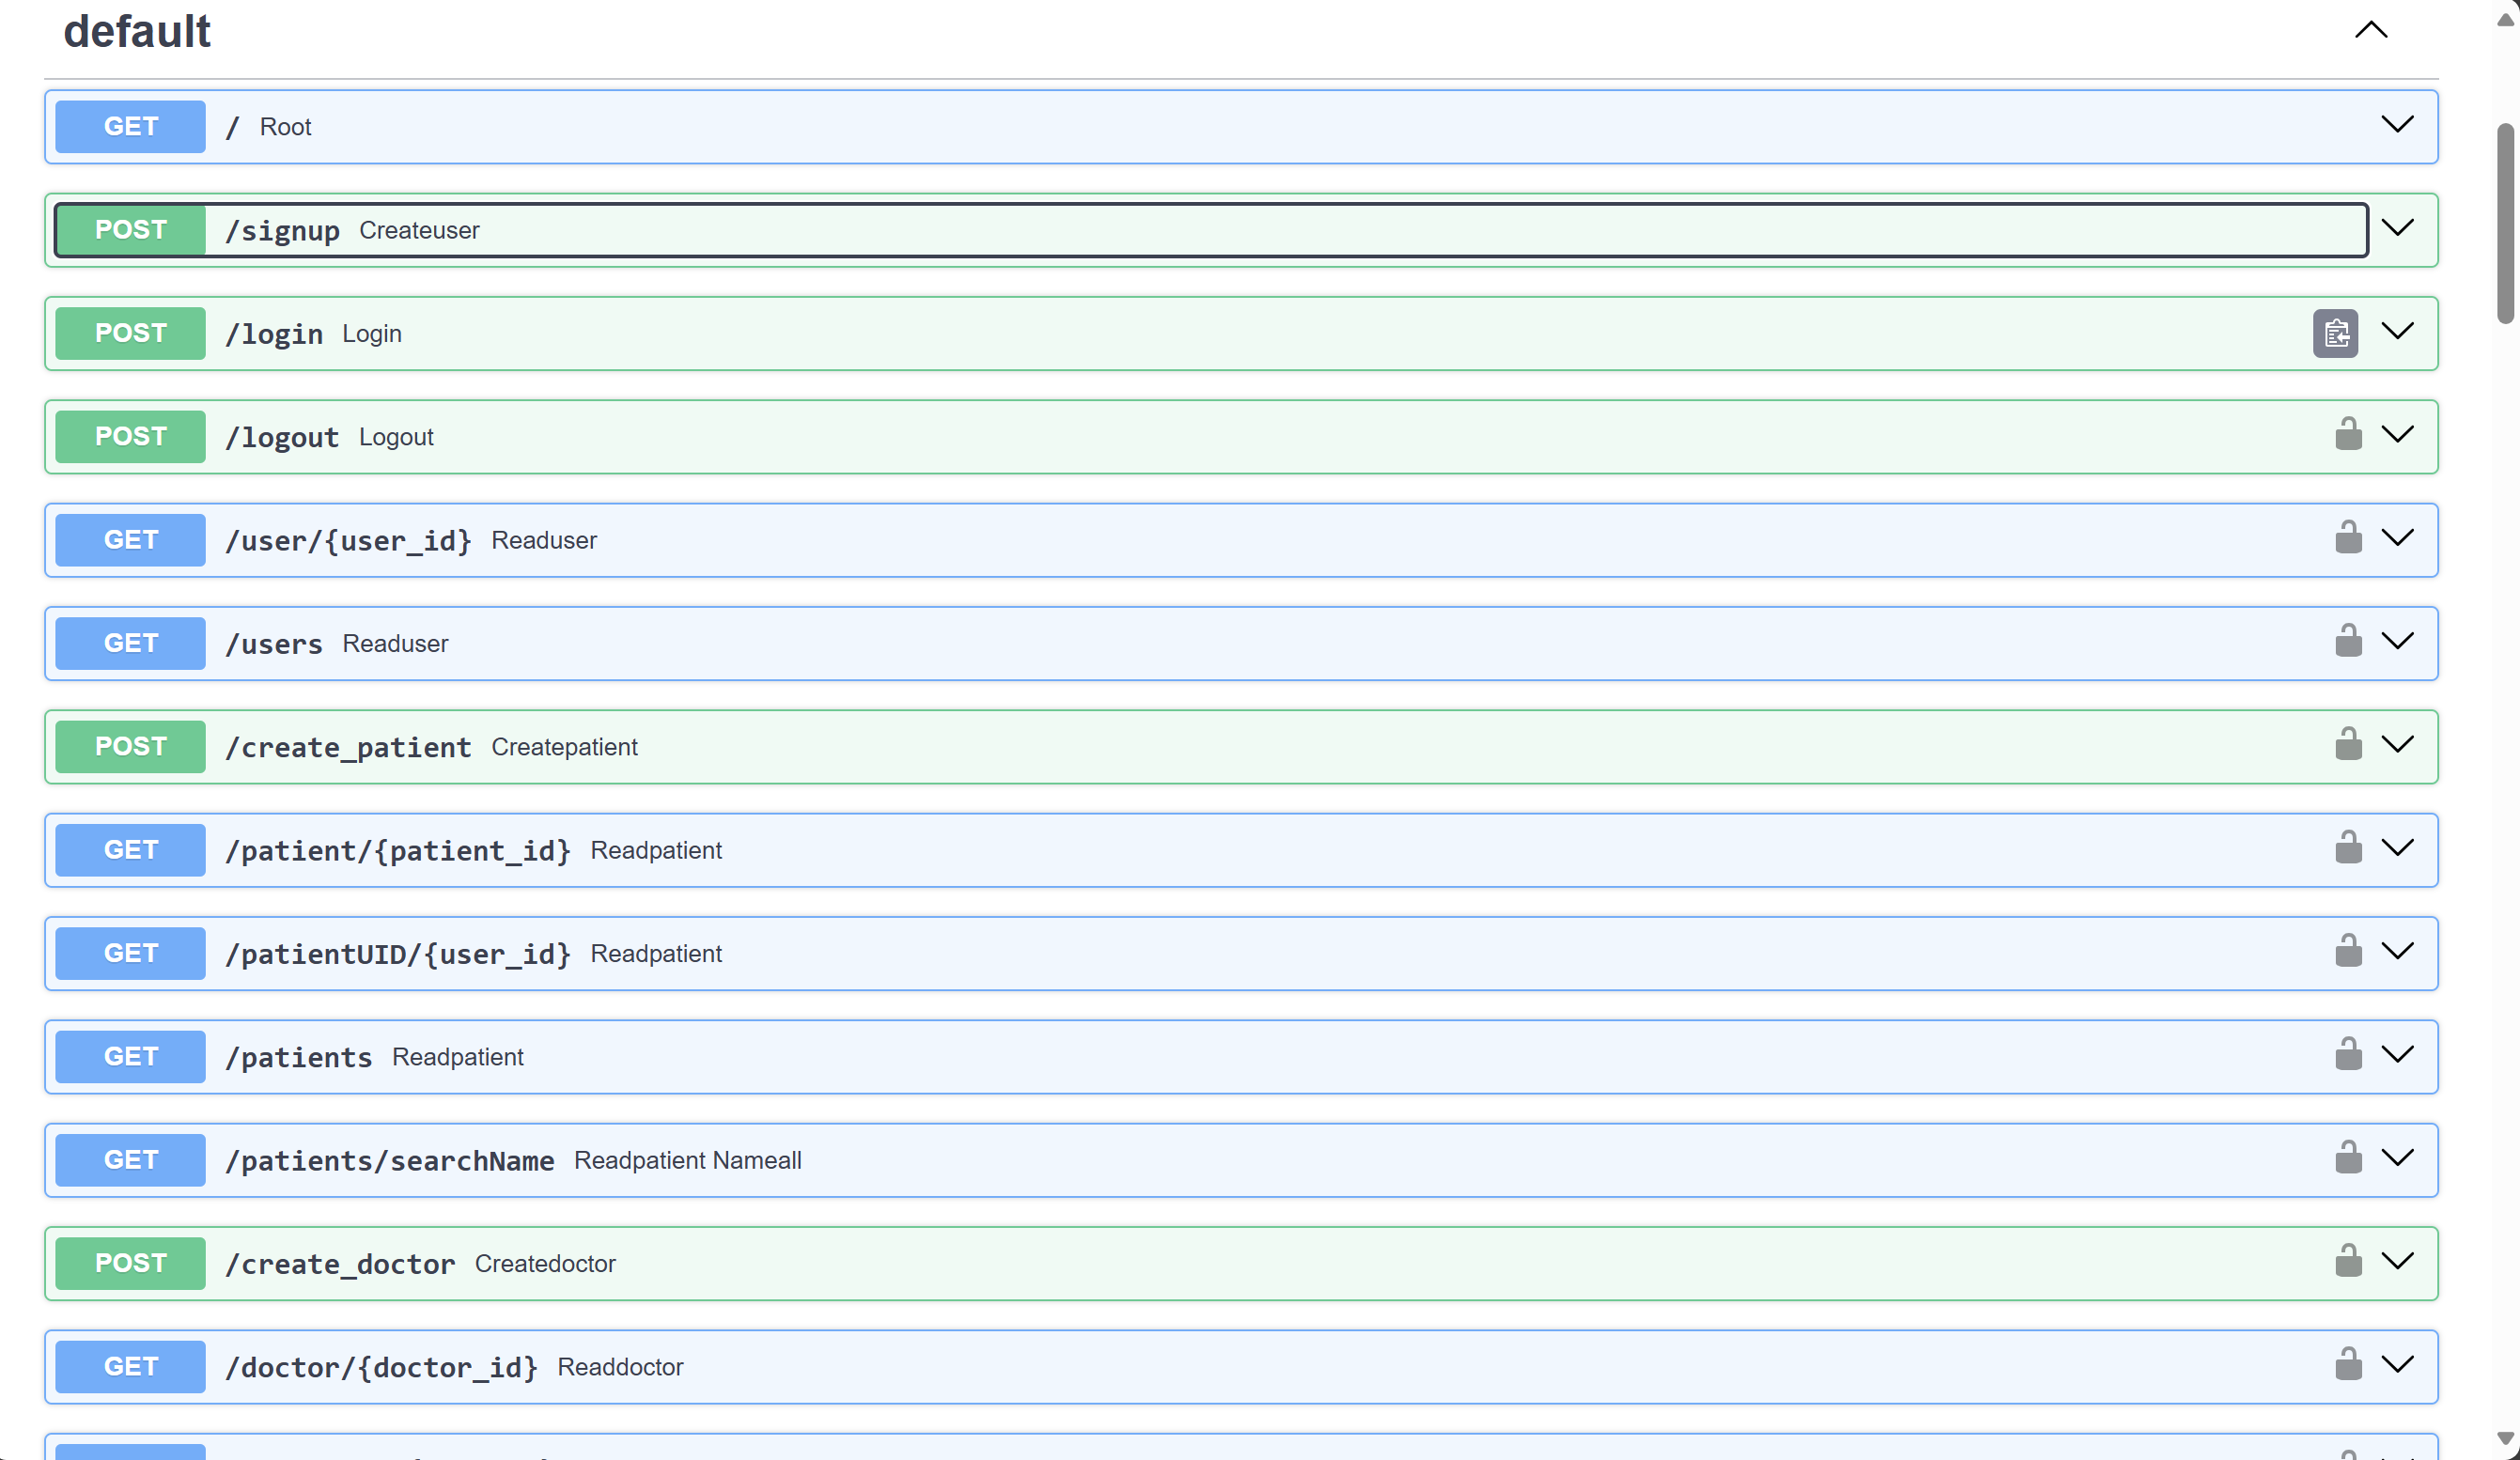 default
GET / Root
POST /signup Createuser
POST /login Login
POST /logout Logout
GET /user/{user_id} Readuser
GET /users Readuser
POST /create_patient Createpatient
GET /patient/{patient_id} Readpatient
GET /patientUID/{user_id} Readpatient
GET /patients Readpatient
GET /patients/searchName Readpatient Nameall
POST /create_doctor Createdoctor
GET /doctor/{doctor_id} Readdoctor